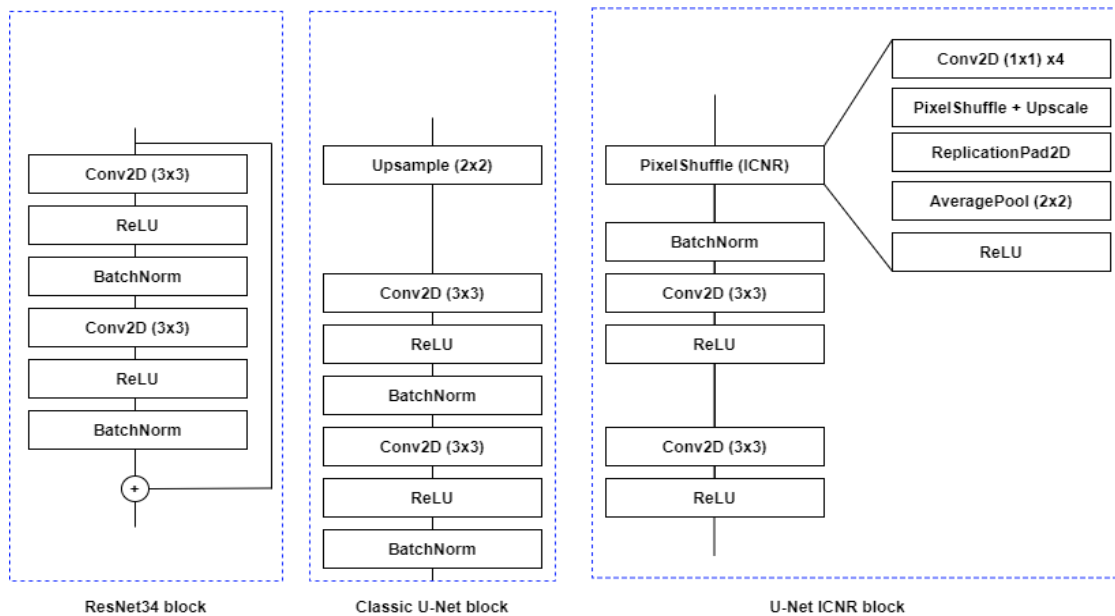 Conv2D (3x3)
ReLU
BatchNorm
Conv2D (3x3)
ReLU
BatchNorm
+
ResNet34 block
Upsample (2x2)
Conv2D (3x3)
ReLU
BatchNorm
Conv2D (3x3)
ReLU
BatchNorm
Classic U-Net block
PixelShuffle (ICNR)
BatchNorm
Conv2D (3x3)
ReLU
Conv2D (3x3)
ReLU
Conv2D (1x1) x4
PixelShuffle + Upscale
ReplicationPad2D
AveragePool (2x2)
ReLU
U-Net ICNR block